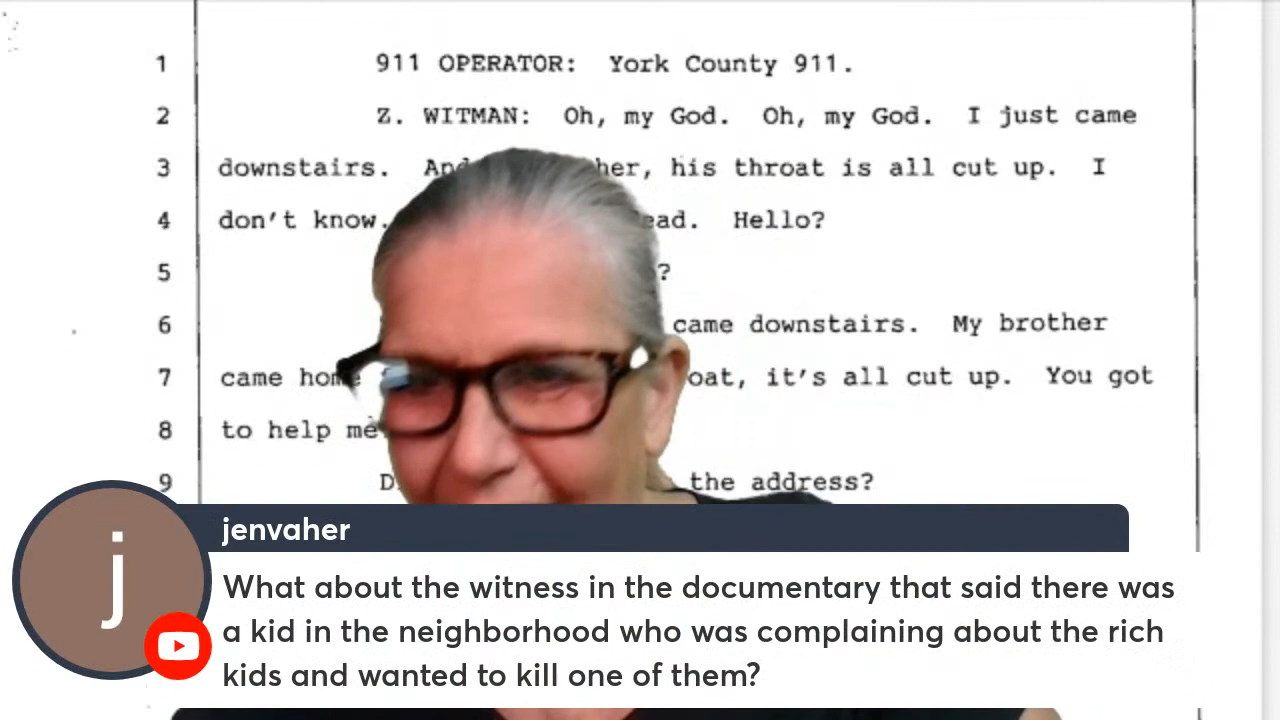 1 911 OPERATOR: York County 911.
2 Z. WITMAN: Oh, my God. Oh, my God. I just came
3 downstairs. his throat is all cut up. I
4 don't know. Hello?
5 ?
6 came downstairs. My brother
7 came home it's all cut up. You got
8 to help me
9 the address?
j
jenvaher
What about the witness in the documentary that said there was
a kid in the neighborhood who was complaining about the rich
kids and wanted to kill one of them?